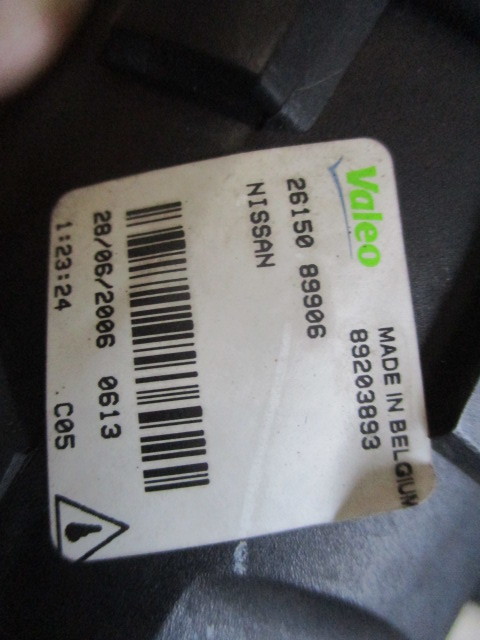 Valeo
MADE IN BELGIUM
89203893
26150 89906
NISSAN
28/06/2006 0613
1:23:24 .C05